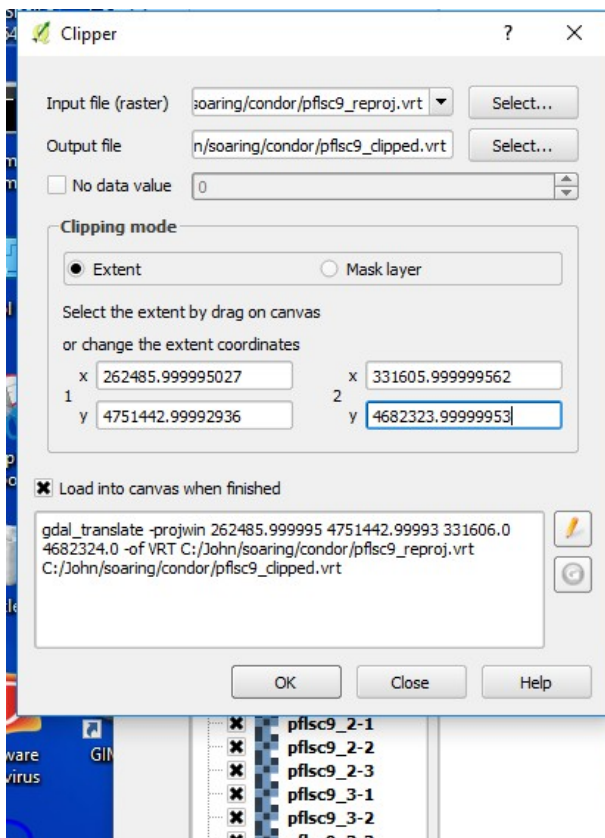 Clipper
?
Input file (raster)
soaring/condor/pflsc9_reproj.vrt
Select...
Output file
n/soaring/condor/pflsc9_clipped.vrt
Select...
No data value
0
Clipping mode
Extent
Mask layer
Select the extent by drag on canvas
or change the extent coordinates
1
x 262485.999995027
y 4751442.99992936
2
x 331605.999999562
y 4682323.99999953
Load into canvas when finished
gdal_translate -projwin 262485.999995 4751442.99993 331606.0
4682324.0 -of VRT C:/John/soaring/condor/pflsc9_reproj.vrt
C:/John/soaring/condor/pflsc9_clipped.vrt
OK
Close
Help
pflsc9_2-1
pflsc9_2-2
pflsc9_2-3
pflsc9_3-1
pflsc9_3-2
ware
virus
GIM